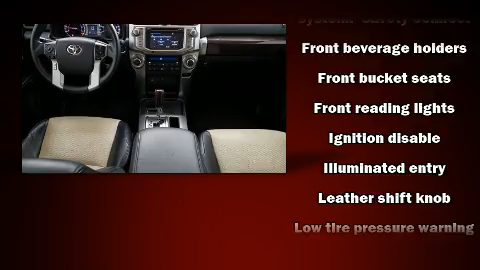 Front beverage holders
Front bucket seats
Front reading lights
Ignition disable
Illuminated entry
Leather shift knob
Low tire pressure warning